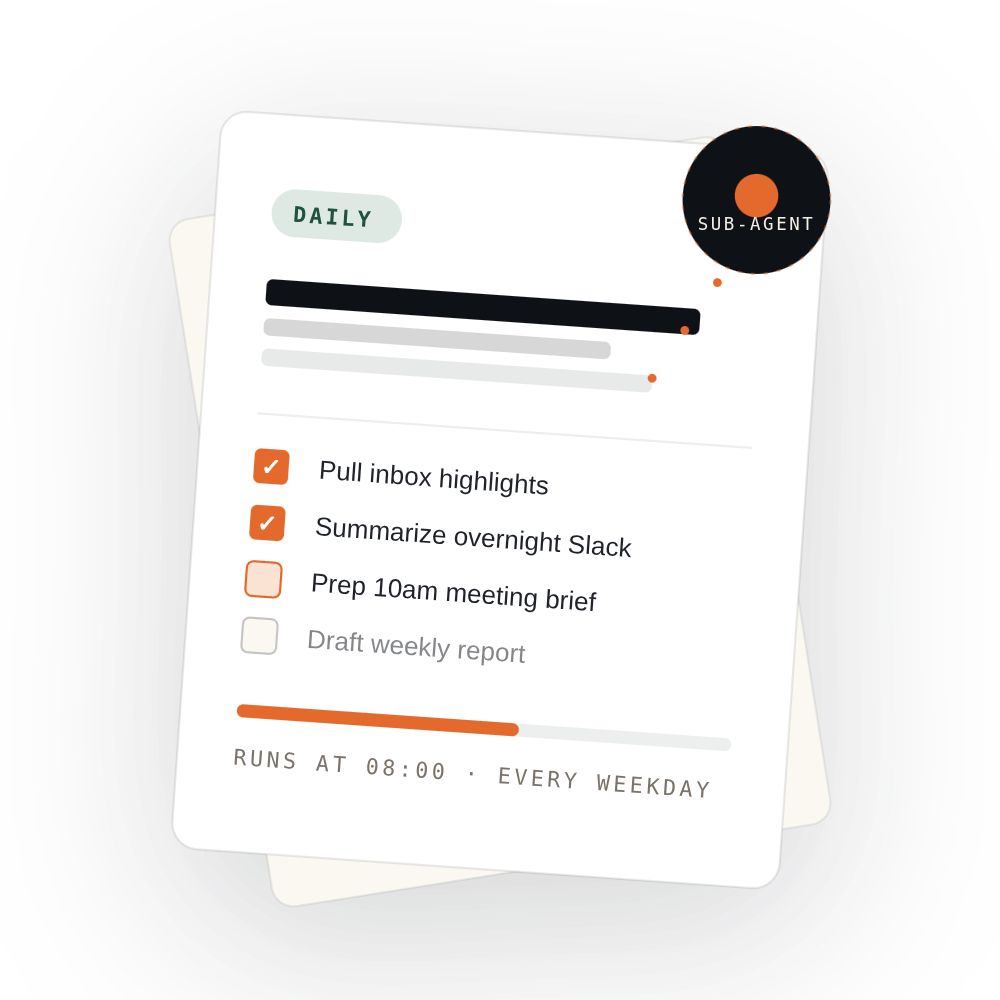 DAILY
SUB-AGENT
Pull inbox highlights
Summarize overnight Slack
Prep 10am meeting brief
Draft weekly report
RUNS AT 08:00 · EVERY WEEKDAY